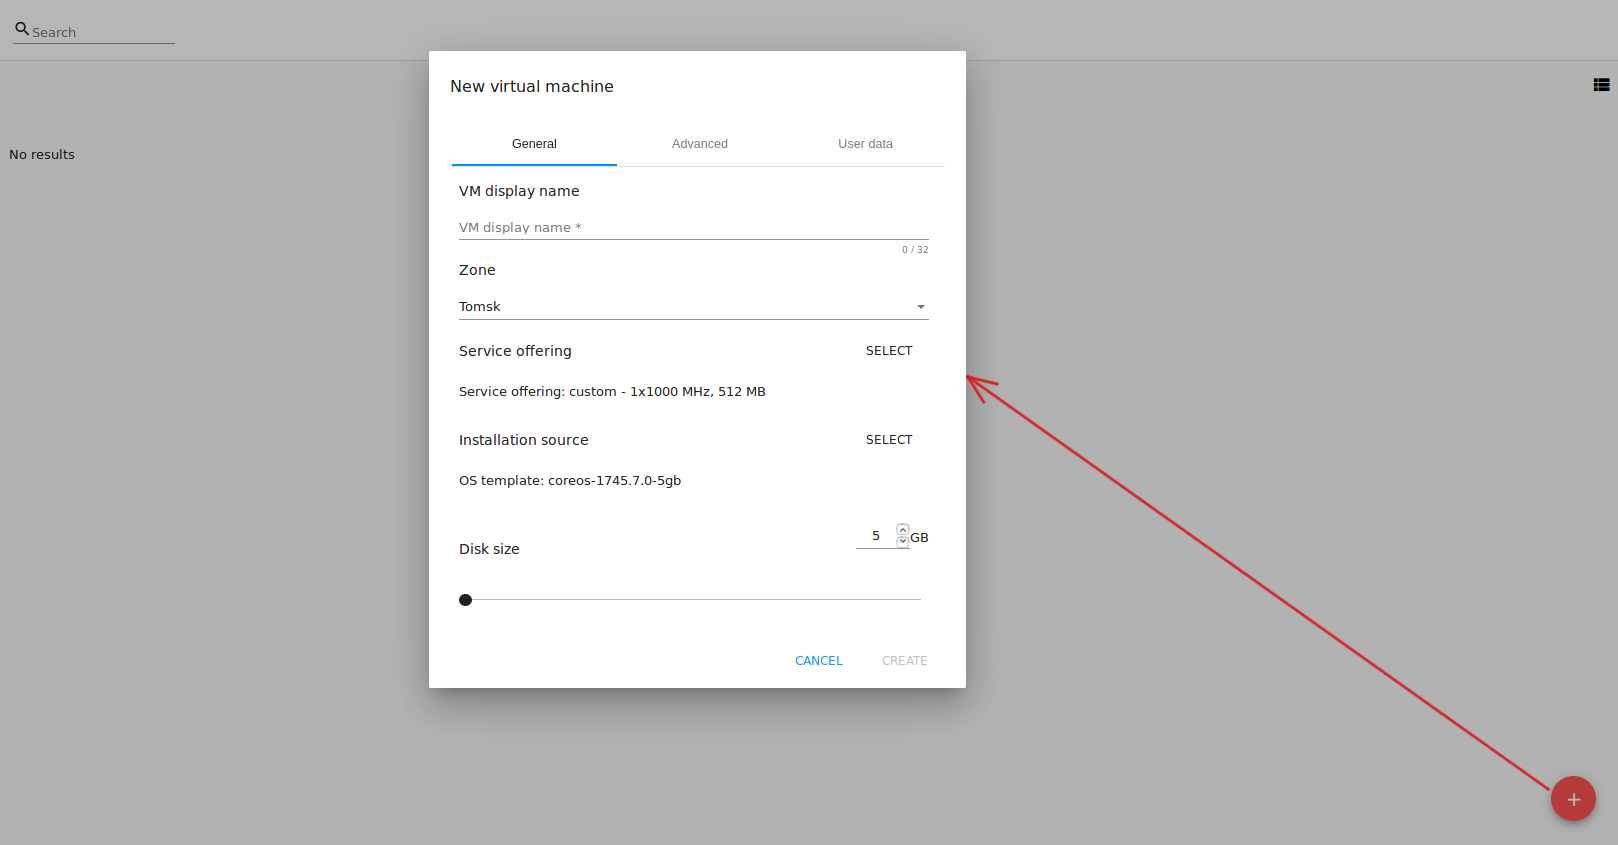 Search
No results
New virtual machine
General Advanced User data
VM display name
VM display name *
0 / 32
Zone
Tomsk
Service offering SELECT
Service offering: custom - 1x1000 MHz, 512 MB
Installation source SELECT
OS template: coreos-1745.7.0-5gb
Disk size 5 GB
CANCEL CREATE